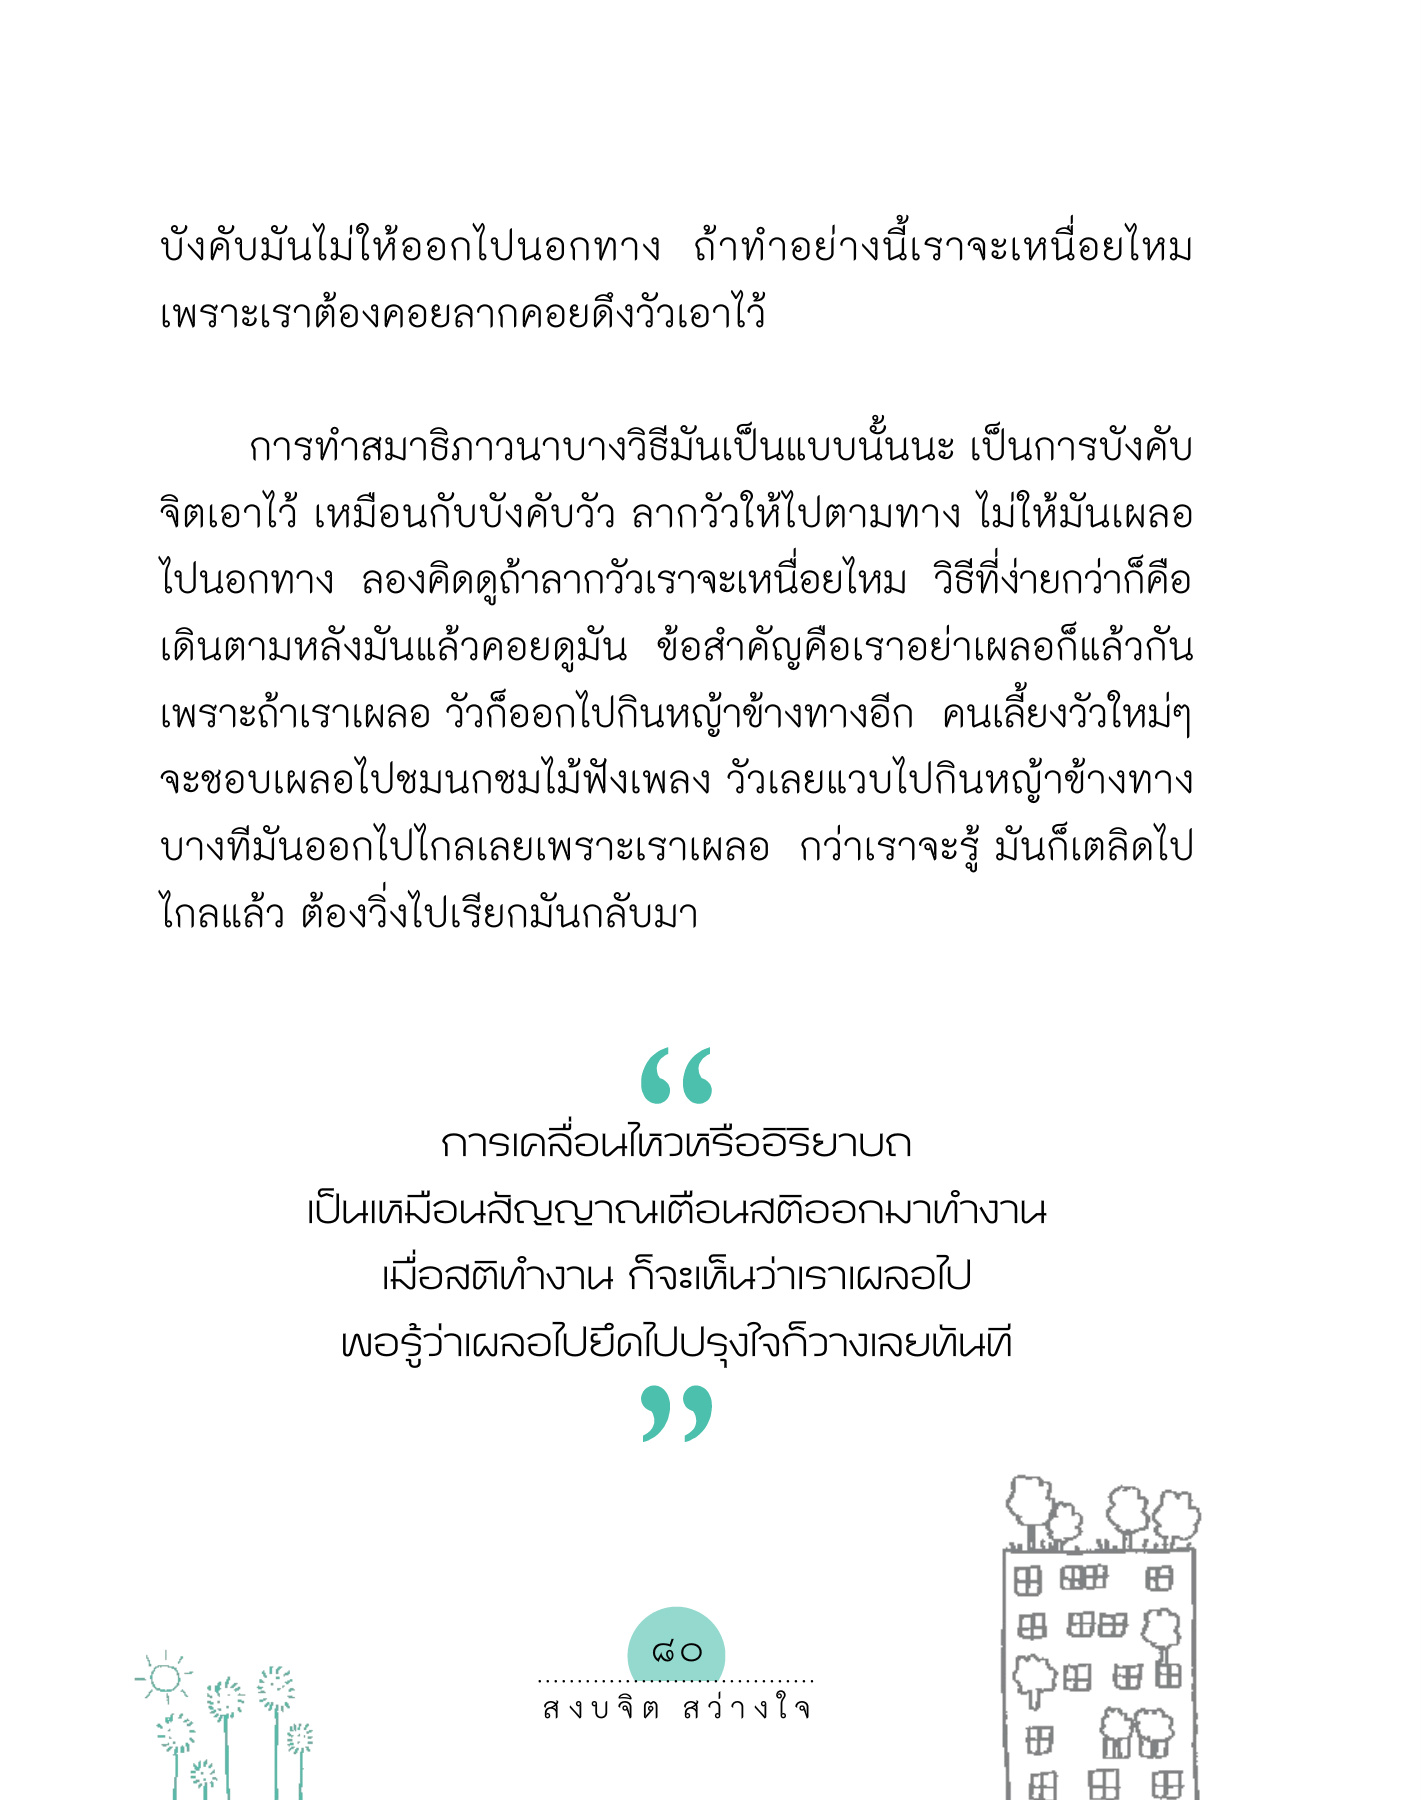 บังคับมันไม่ให้ออกไปนอกทาง ถ้าทำอย่างนี้เราจะเหนื่อยไหม
เพราะเราต้องคอยลากคอยดึงวัวเอาไว้
การทำสมาธิภาวนาบางวิธีมันเป็นแบบนั้นนะ เป็นการบังคับ
จิตเอาไว้ เหมือนกับบังคับวัว ลากวัวให้ไปตามทาง ไม่ให้มันเผลอ
ไปนอกทาง ลองคิดดูถ้าลากวัวเราจะเหนื่อยไหม วิธีที่ง่ายกว่าก็คือ
เดินตามหลังมันแล้วคอยดูมัน ข้อสำคัญคือเราอย่าเผลอก็แล้วกัน
เพราะถ้าเราเผลอ วัวก็ออกไปกินหญ้าข้างทางอีก คนเลี้ยงวัวใหม่ๆ
จะชอบเผลอไปชมนกชมไม้ฟังเพลง วัวเลยแวบไปกินหญ้าข้างทาง
บางทีมันออกไปไกลเลยเพราะเราเผลอ กว่าเราจะรู้ มันก็เตลิดไป
ไกลแล้ว ต้องวิ่งไปเรียกมันกลับมา
“
การเคลื่อนไหวหรืออิริยาบถ
เป็นเหมือนสัญญาณเตือนสติออกมาทำงาน
เมื่อสติทำงาน ก็จะเห็นว่าเราเผลอไป
พอรู้ว่าเผลอไปยึดไปปรุงใจก็วางเลยทันที
”
๘๐
สงบจิต สว่างใจ